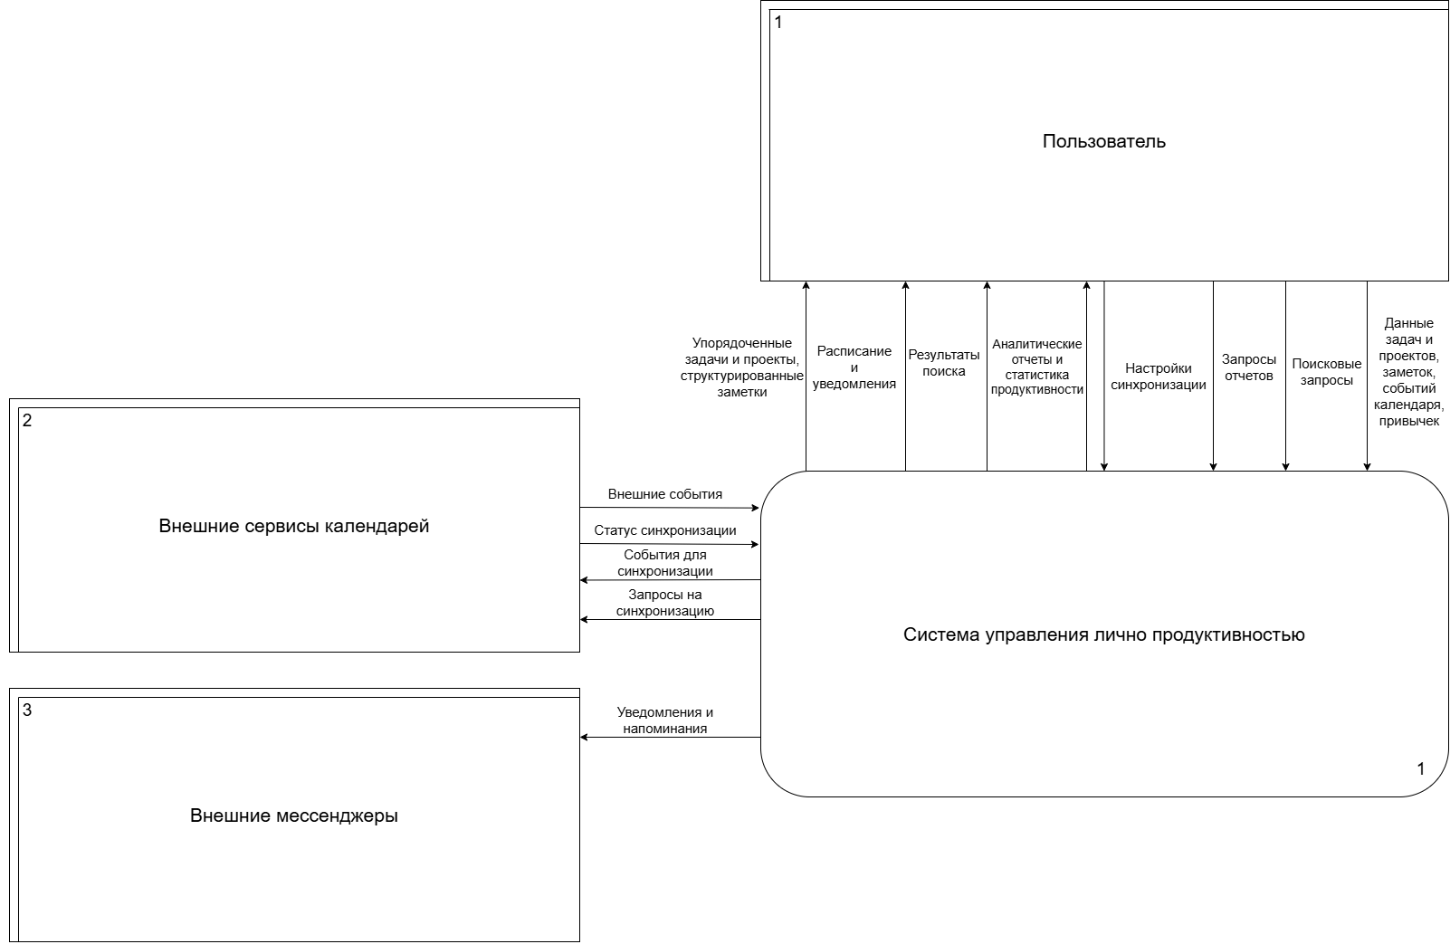 1
Пользователь
Упорядоченные
задачи и проекты,
структурированные
заметки
Расписание
и
уведомления
Результаты
поиска
Аналитические
отчеты и
статистика
продуктивности
Настройки
синхронизации
Запросы
отчетов
Поисковые
запросы
Данные
задач и
проектов,
заметок,
событий
календаря,
привычек
2
Внешние сервисы календарей
Внешние события
Статус синхронизации
События для
синхронизации
Запросы на
синхронизацию
Система управления лично продуктивностью
1
3
Внешние мессенджеры
Уведомления и
напоминания